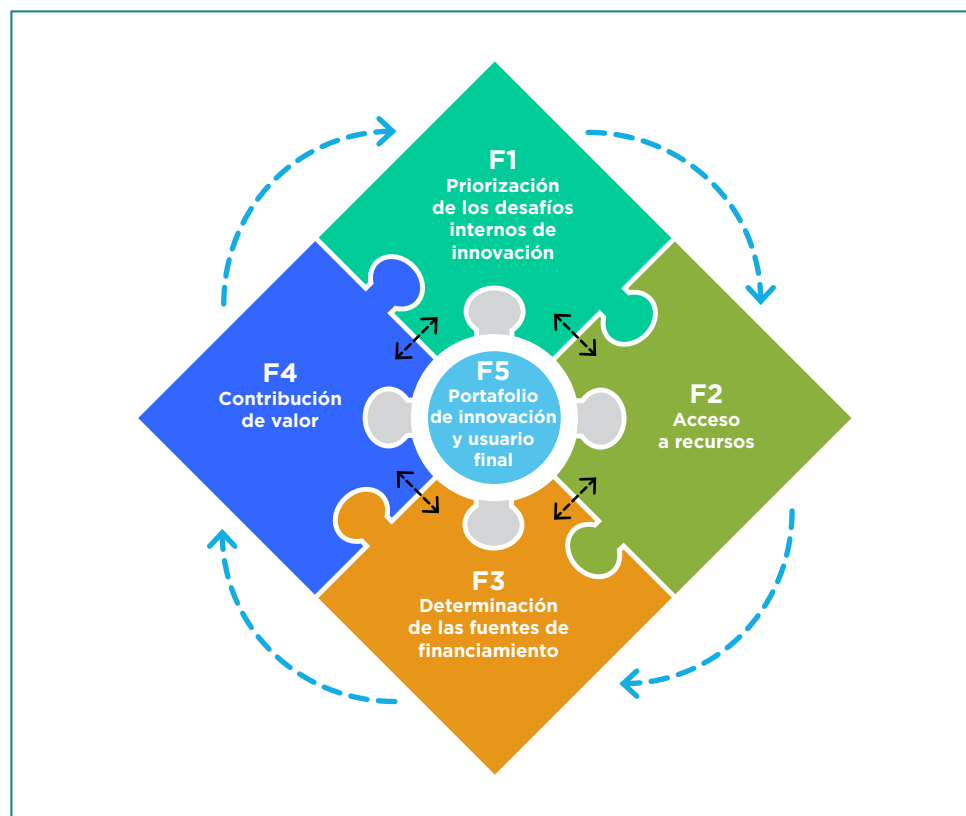 F1
Priorización
de los desafíos
internos de
innovación
F4
Contribución
de valor
F5
Portafolio
de innovación
y usuario
final
F2
Acceso
a recursos
F3
Determinación
de las fuentes de
financiamiento